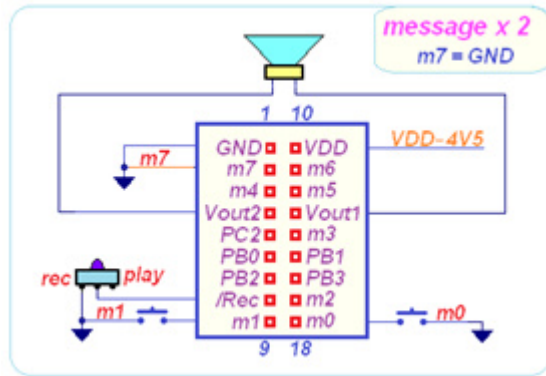 message x 2
m7 = GND
1 10
GND VDD
VDD-4V5
m7
m7 m6
m4 m5
Vout2 Vout1
PC2 m3
PB0 PB1
rec play
PB2 PB3
/Rec m2
m1
m1 m0
m0
9 18